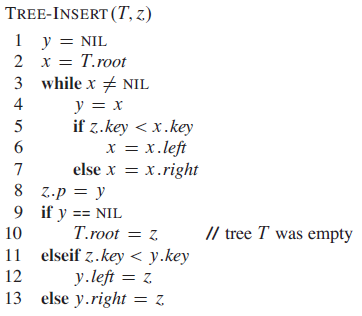 TREE-INSERT(T, z)
1 y = NIL
2 x = T.root
3 while x ≠ NIL
4 y = x
5 if z.key < x.key
6 x = x.left
7 else x = x.right
8 z.p = y
9 if y == NIL
10 T.root = z // tree T was empty
11 elseif z.key < y.key
12 y.left = z
13 else y.right = z